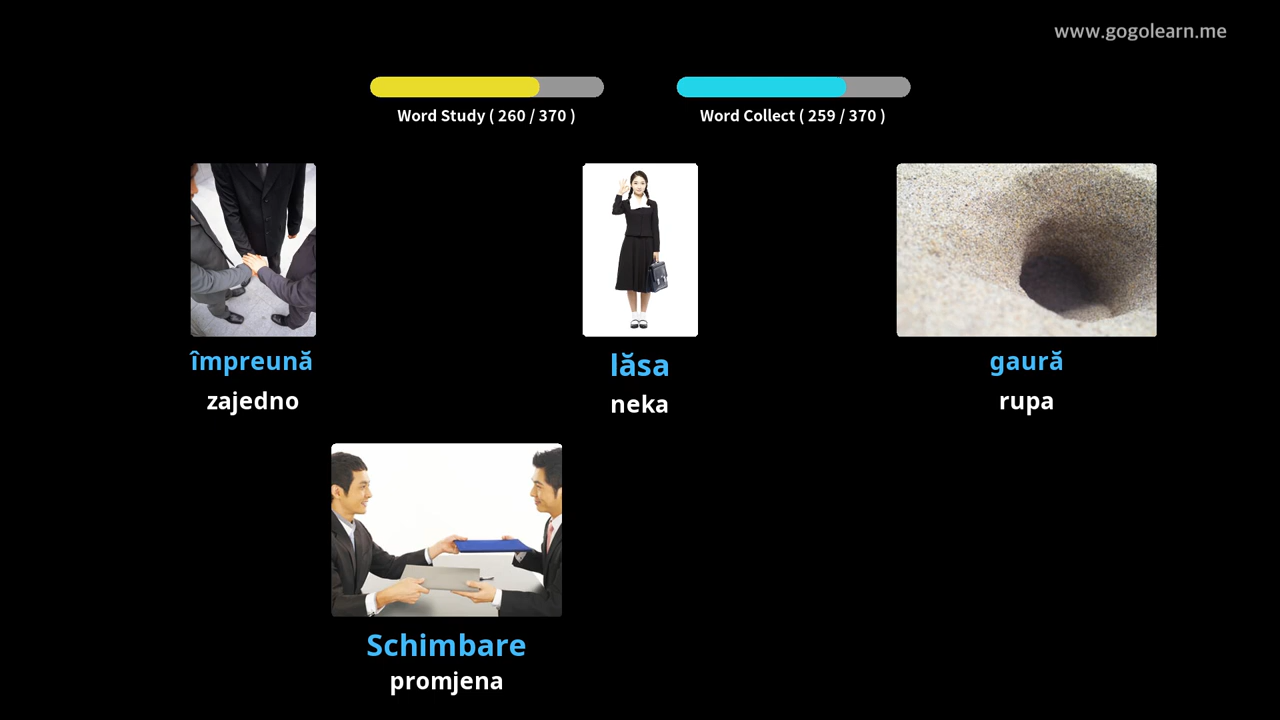 www.gogolearn.me
Word Study ( 260 / 370 )
Word Collect ( 259 / 370 )
împreună
zajedno
lăsa
neka
gaură
rupa
Schimbare
promjena